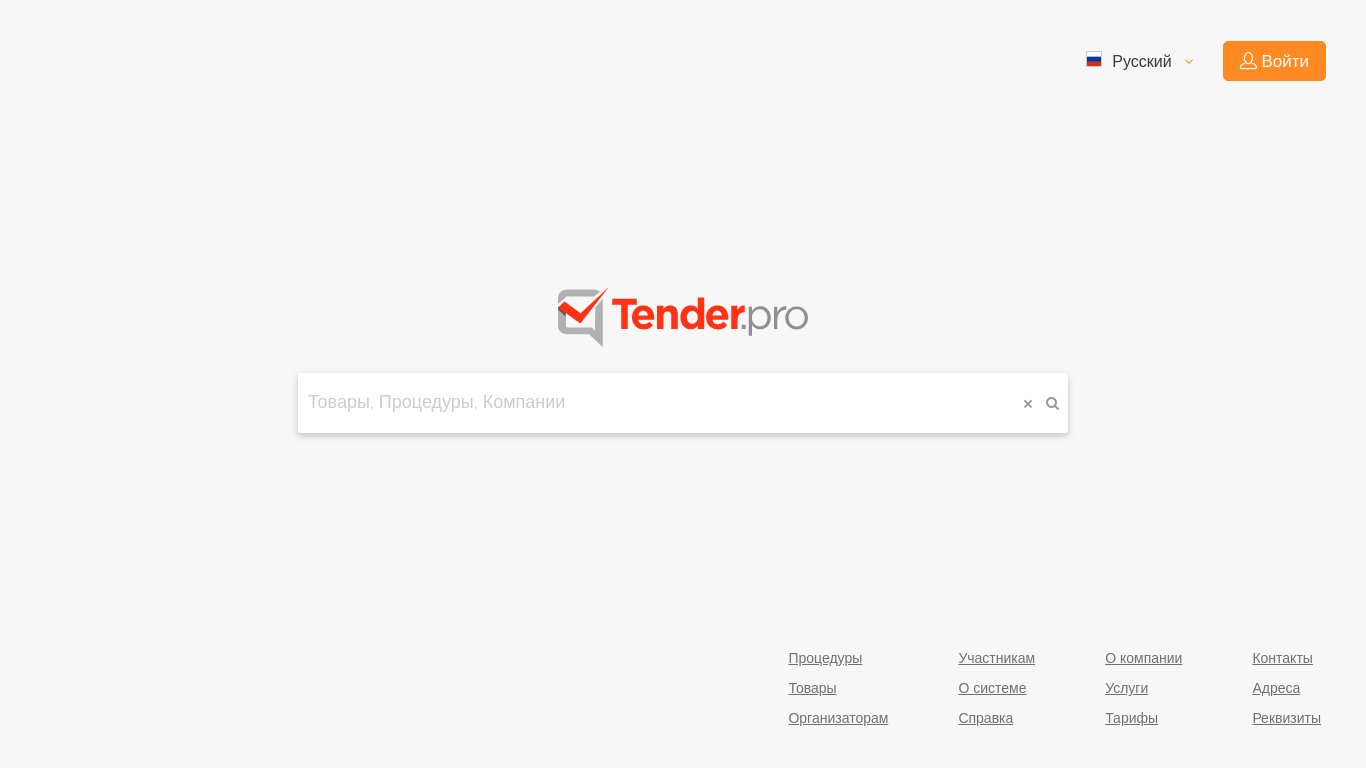 Русский
Войти
Tender.pro
Товары, Процедуры, Компании
Процедуры
Участникам
О компании
Контакты
Товары
О системе
Услуги
Адреса
Организаторам
Справка
Тарифы
Реквизиты